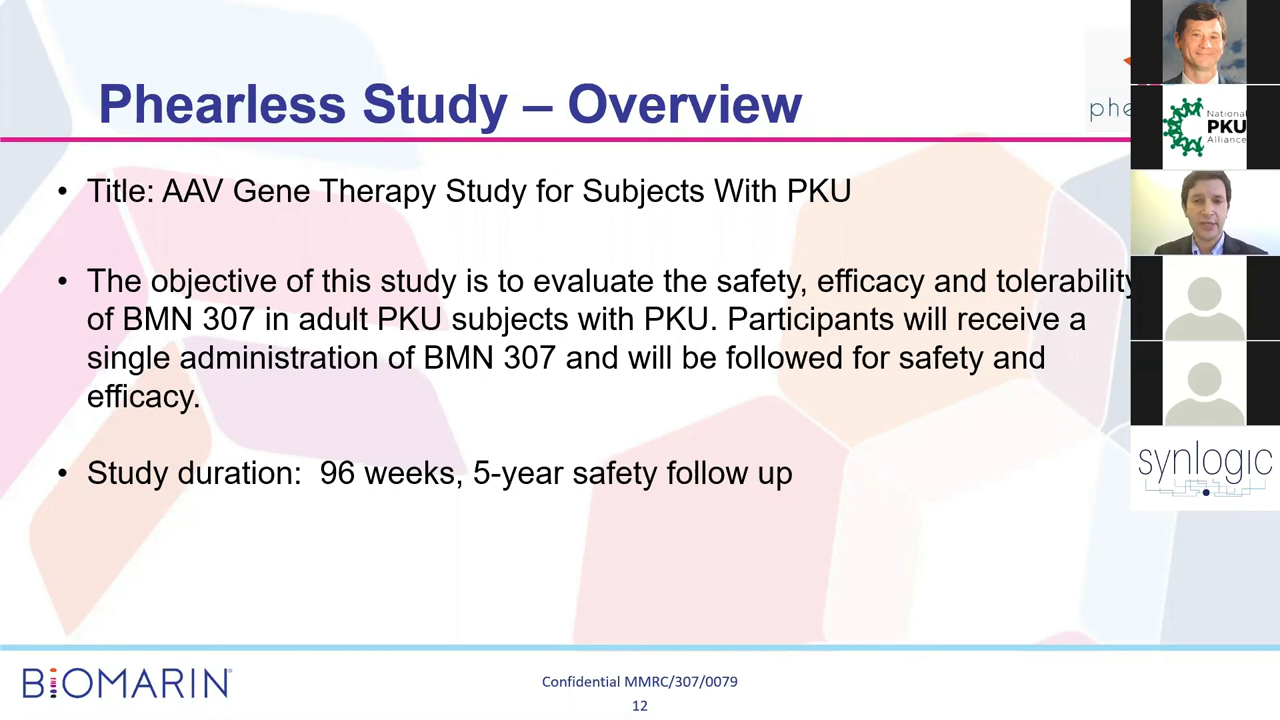 Phearless Study – Overview
• Title: AAV Gene Therapy Study for Subjects With PKU
• The objective of this study is to evaluate the safety, efficacy and tolerability
of BMN 307 in adult PKU subjects with PKU. Participants will receive a
single administration of BMN 307 and will be followed for safety and
efficacy.
• Study duration:  96 weeks, 5-year safety follow up
BIOMARIN
Confidential MMRC/307/0079
12
phe
National
PKU
Alliance
synlogic